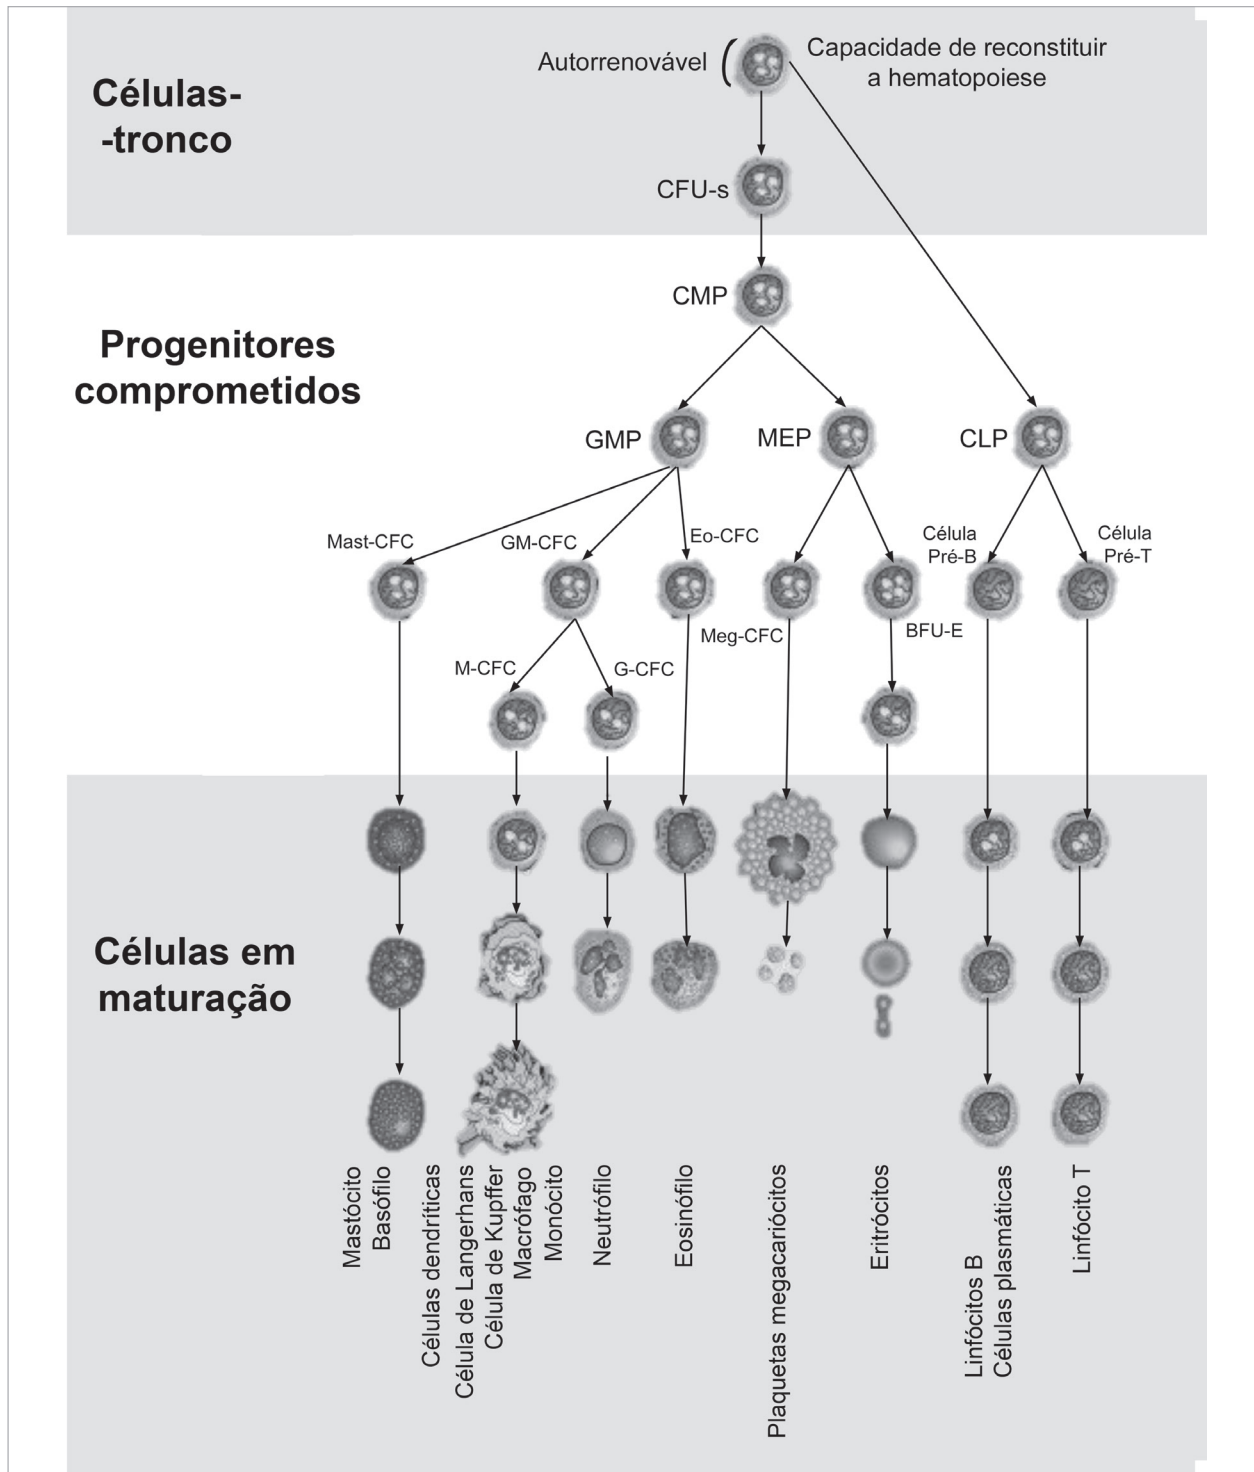 Células-
-tronco
Autorrenovável
Capacidade de reconstituir
a hematopoiese
CFU-s
Progenitores
comprometidos
CMP
GMP
MEP
CLP
Mast-CFC
GM-CFC
Eo-CFC
Célula
Pré-B
Célula
Pré-T
Meg-CFC
BFU-E
M-CFC
G-CFC
Células em
maturação
Mastócito
Basófilo
Células dendríticas
Célula de Langerhans
Célula de Kupffer
Macrófago
Monócito
Neutrófilo
Eosinófilo
Plaquetas megacariócitos
Eritrócitos
Linfócitos B
Células plasmáticas
Linfócito T